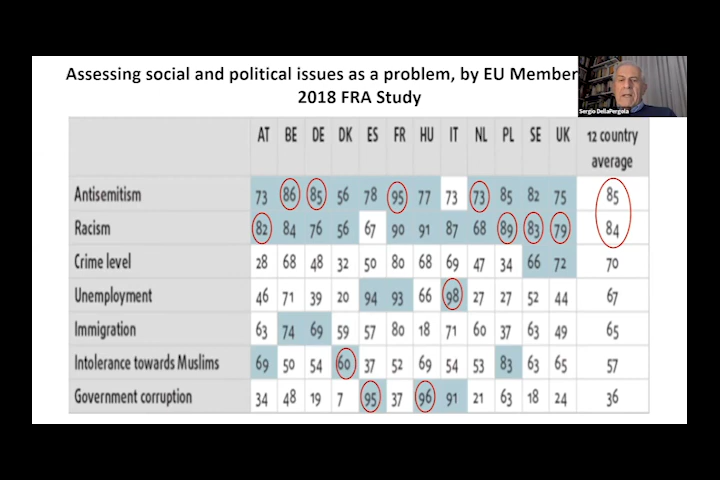 Assessing social and political issues as a problem, by EU Member
2018 FRA Study
Sergio DellaPergola
AT BE DE DK ES FR HU IT NL PL SE UK 12 country
average
Antisemitism 73 86 85 56 78 95 77 73 73 85 82 75 85
Racism 82 84 76 56 67 90 91 87 68 89 83 79 84
Crime level 28 68 48 32 50 80 68 69 47 34 66 72 70
Unemployment 46 71 39 20 94 93 66 98 27 27 52 44 67
Immigration 63 74 69 59 57 80 18 71 60 37 63 49 65
Intolerance towards Muslims 69 50 54 60 37 52 69 54 53 83 63 65 57
Government corruption 34 48 19 7 95 37 96 91 21 63 18 24 36